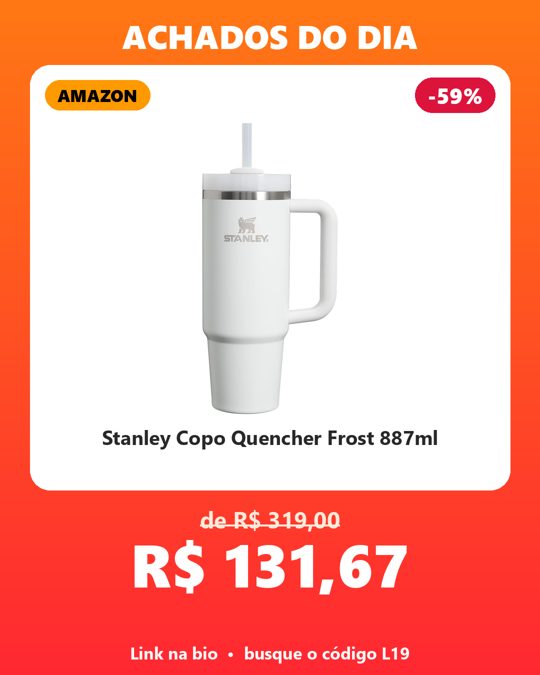 ACHADOS DO DIA
AMAZON
-59%
STANLEY.
Stanley Copo Quencher Frost 887ml
de R$ 319,00
R$ 131,67
Link na bio • busque o código L19